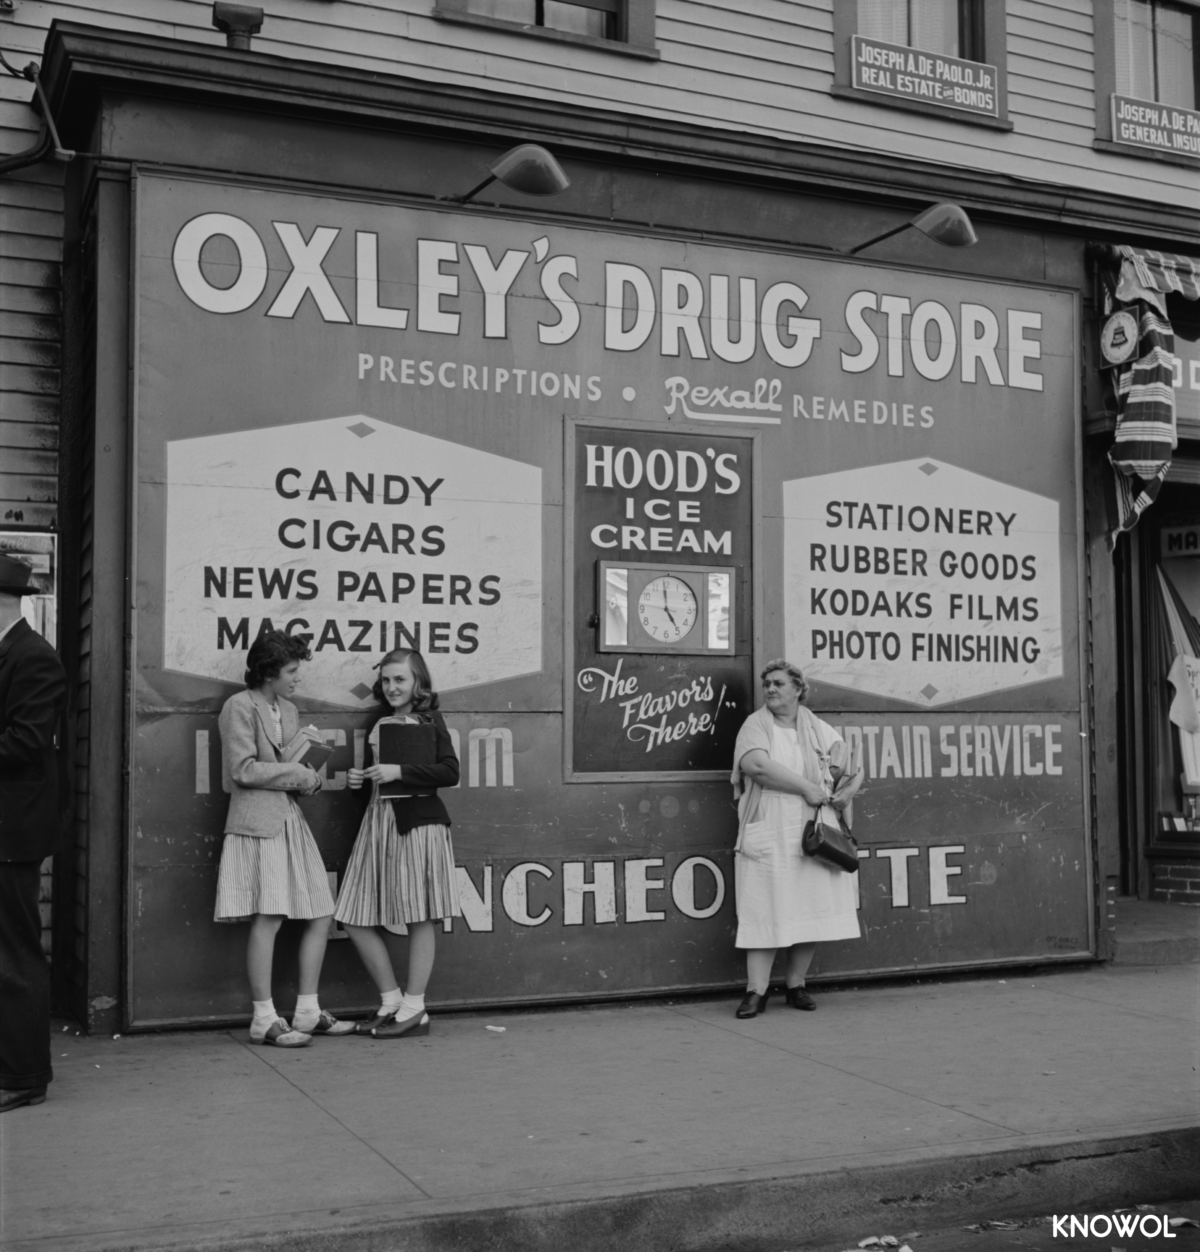 JOSEPH A. DE PAOLO, JR.
REAL ESTATE AND BONDS
JOSEPH A. DE PA
GENERAL INSU
OXLEY'S DRUG STORE
PRESCRIPTIONS • Rexall REMEDIES
HOOD'S
ICE
CREAM
"The
Flavor's
There!"
CANDY
CIGARS
NEWS PAPERS
MAGAZINES
STATIONERY
RUBBER GOODS
KODAKS FILMS
PHOTO FINISHING
NTAIN SERVICE
NCHEO TTE
KNOWOL